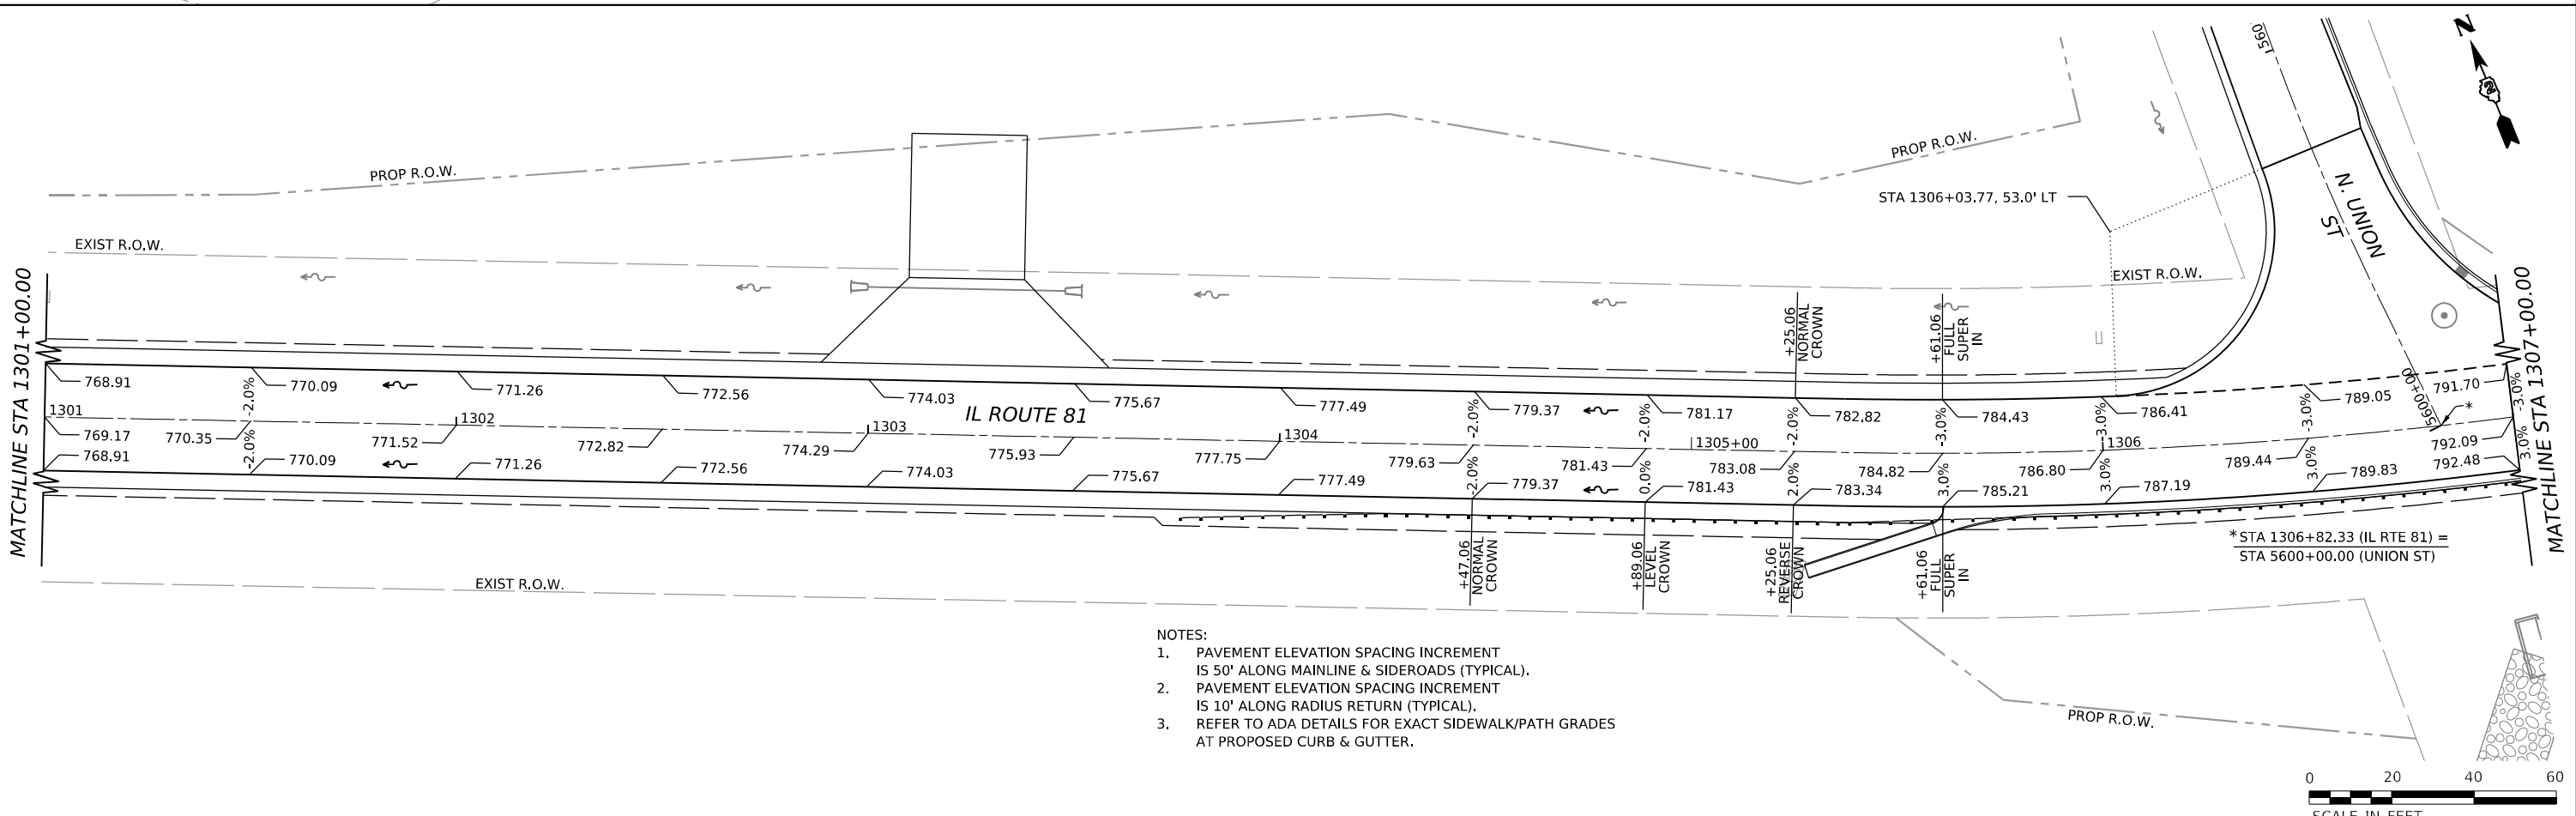 1560
N
2
PROP R.O.W.
PROP R.O.W.
STA 1306+03.77, 53.0' LT
N. UNION
ST
EXIST R.O.W.
EXIST R.O.W.
MATCHLINE STA 1301+00.00
MATCHLINE STA 1307+00.00
+25.06
NORMAL
CROWN
+61.06
FULL
SUPER
IN
768.91
770.09
771.26
772.56
774.03
775.67
777.49
779.37
781.17
782.82
784.43
786.41
789.05
791.70
-2.0%
-2.0%
-2.0%
-2.0%
-3.0%
-3.0%
-3.0%
-3.0%
5600+00
*
1301
1302
1303
IL ROUTE 81
1304
1305+00
1306
769.17
770.35
771.52
772.82
774.29
775.93
777.75
779.63
781.43
783.08
784.82
786.80
789.44
792.09
-2.0%
-2.0%
0.0%
2.0%
3.0%
3.0%
3.0%
3.0%
768.91
770.09
771.26
772.56
774.03
775.67
777.49
779.37
781.43
783.34
785.21
787.19
789.83
792.48
+47.06
NORMAL
CROWN
+89.06
LEVEL
CROWN
+25.06
REVERSE
CROWN
+61.06
FULL
SUPER
IN
* STA 1306+82.33 (IL RTE 81) =
STA 5600+00.00 (UNION ST)
EXIST R.O.W.
PROP R.O.W.
NOTES:
1. PAVEMENT ELEVATION SPACING INCREMENT
IS 50' ALONG MAINLINE & SIDEROADS (TYPICAL).
2. PAVEMENT ELEVATION SPACING INCREMENT
IS 10' ALONG RADIUS RETURN (TYPICAL).
3. REFER TO ADA DETAILS FOR EXACT SIDEWALK/PATH GRADES
AT PROPOSED CURB & GUTTER.
0 20 40 60
SCALE IN FEET